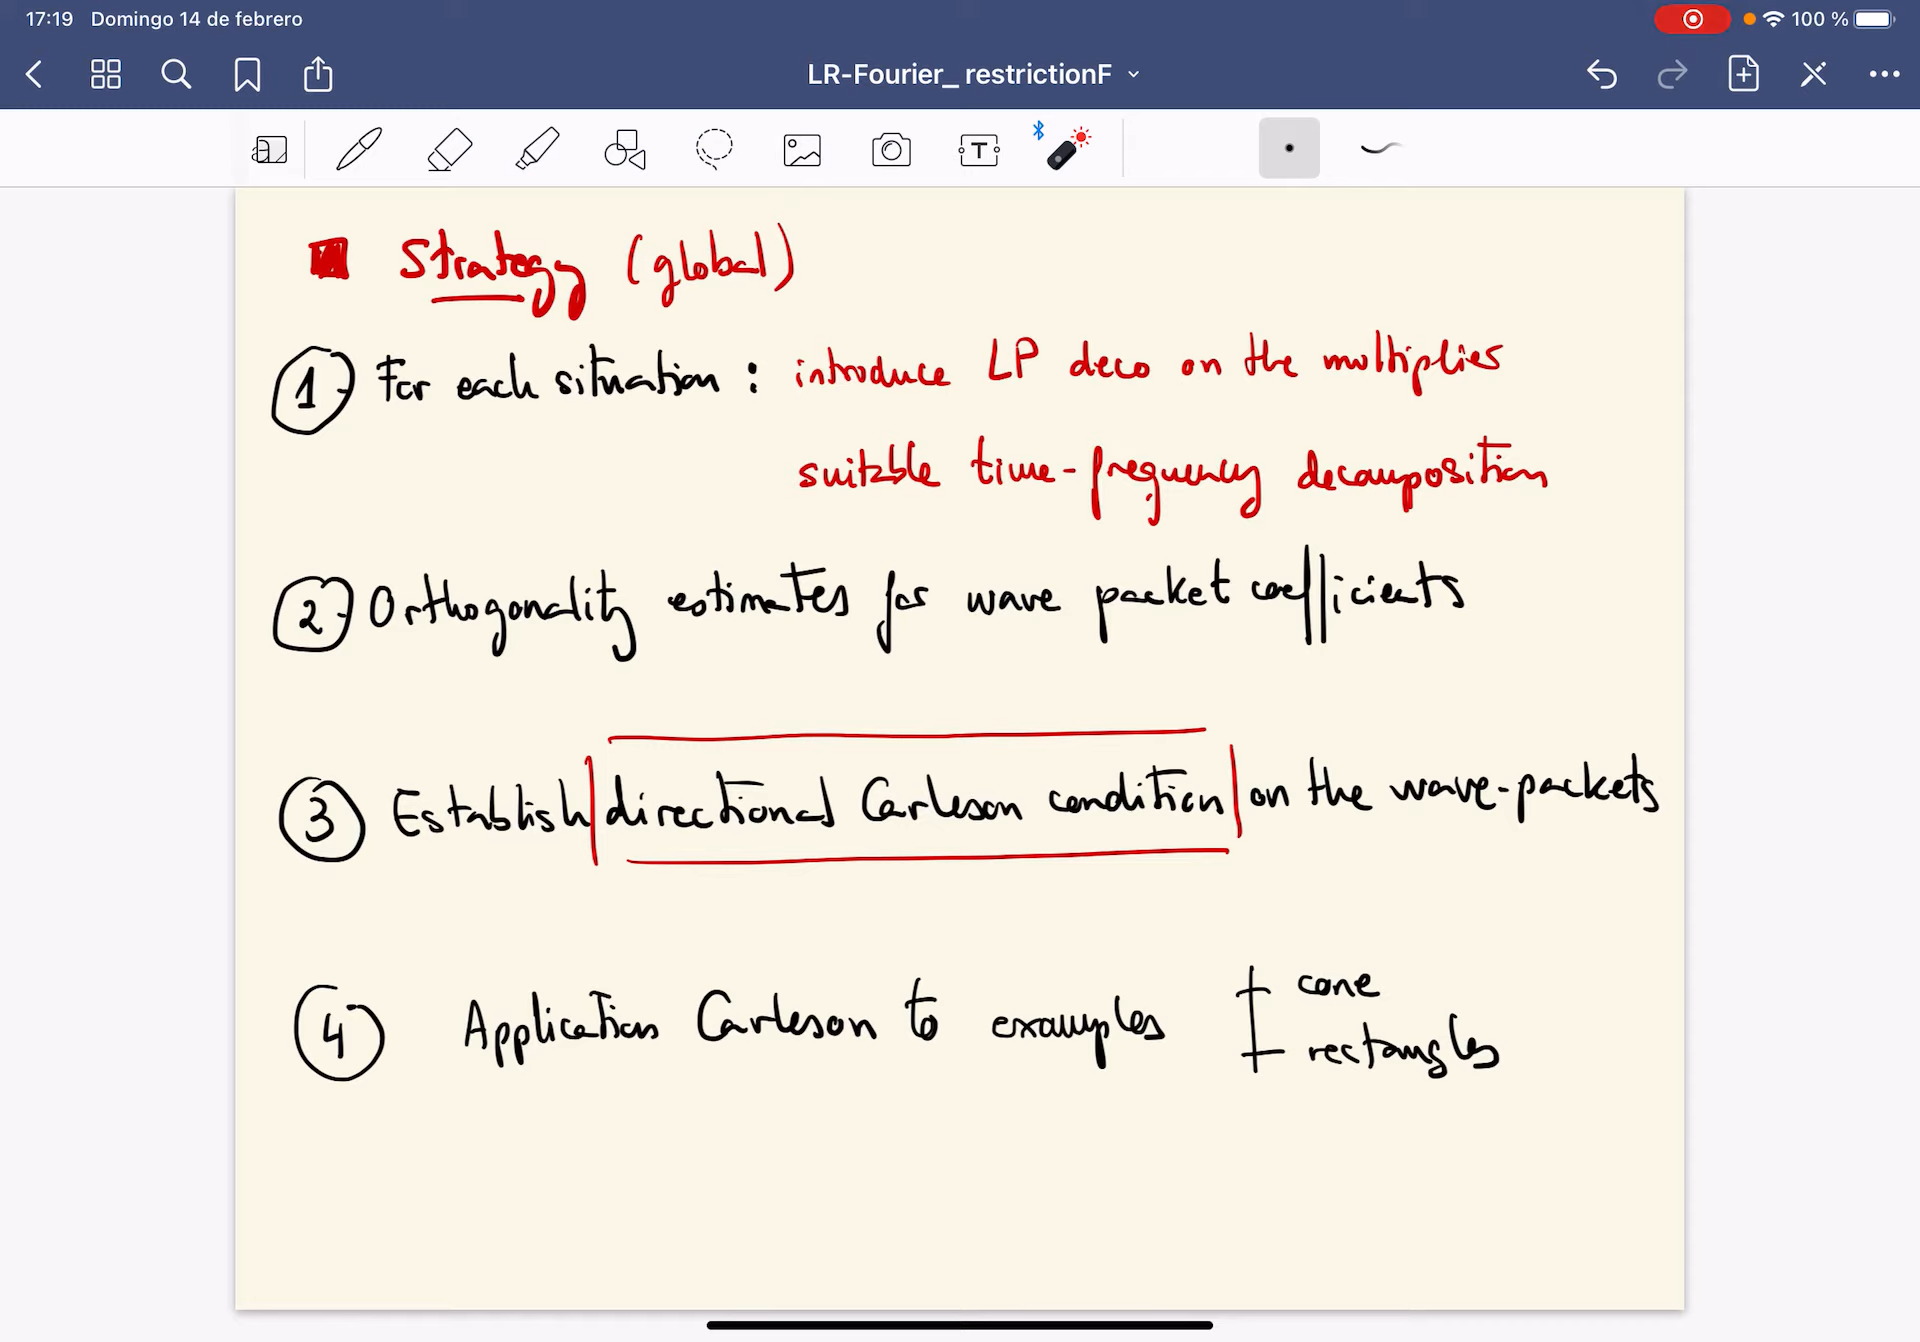 17:19 Domingo 14 de febrero 100 %
LR-Fourier_ restrictionF
T
Strategy (global)
1 For each situation : introduce LP deco on the multiplies
suitable time-frequency decomposition
2 Orthogonality estimates for wave packet coefficients
3 Establish directional Carleson condition on the wave-packets
4 Application Carleson to examples
cone
rectangles